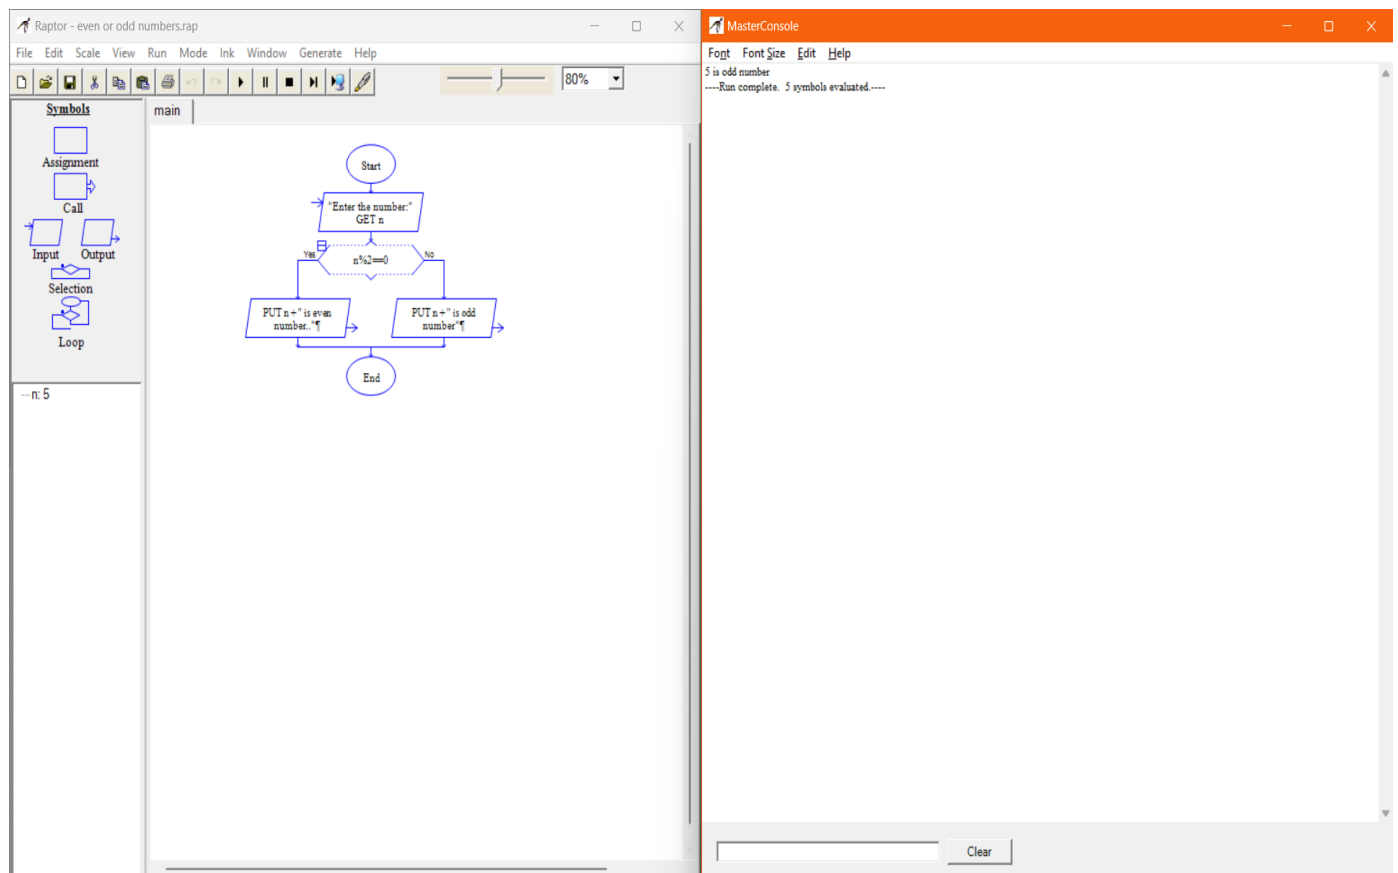 Raptor - even or odd numbers.rap
File Edit Scale View Run Mode Ink Window Generate Help
80%
Symbols
Assignment
Call
Input Output
Selection
Loop
n: 5
main
Start
"Enter the number:"
GET n
Yes
n%2==0
No
PUT n+" is even
number.."¶
PUT n+" is odd
number"¶
End
MasterConsole
Font Font Size Edit Help
5 is odd number
----Run complete. 5 symbols evaluated.----
Clear